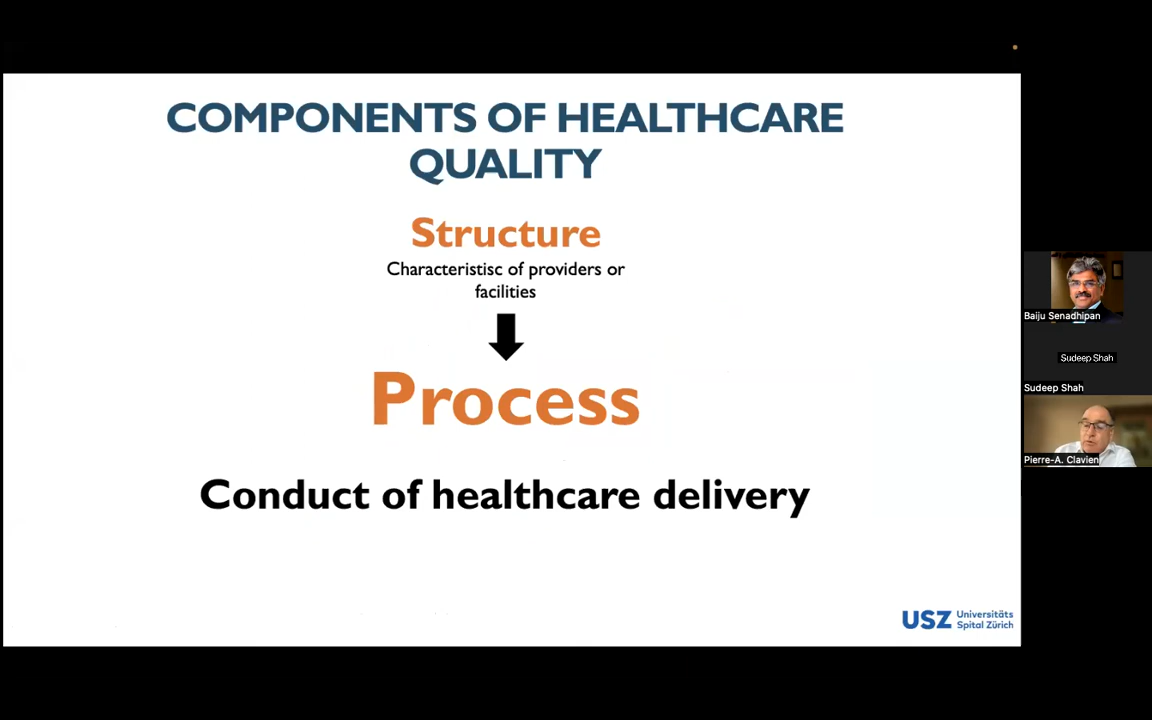 COMPONENTS OF HEALTHCARE
QUALITY
Structure
Characteristisc of providers or
facilities
Process
Conduct of healthcare delivery
USZ Universitäts
Spital Zürich
Baiju Senadhipan
Sudeep Shah
Sudeep Shah
Pierre-A. Clavien